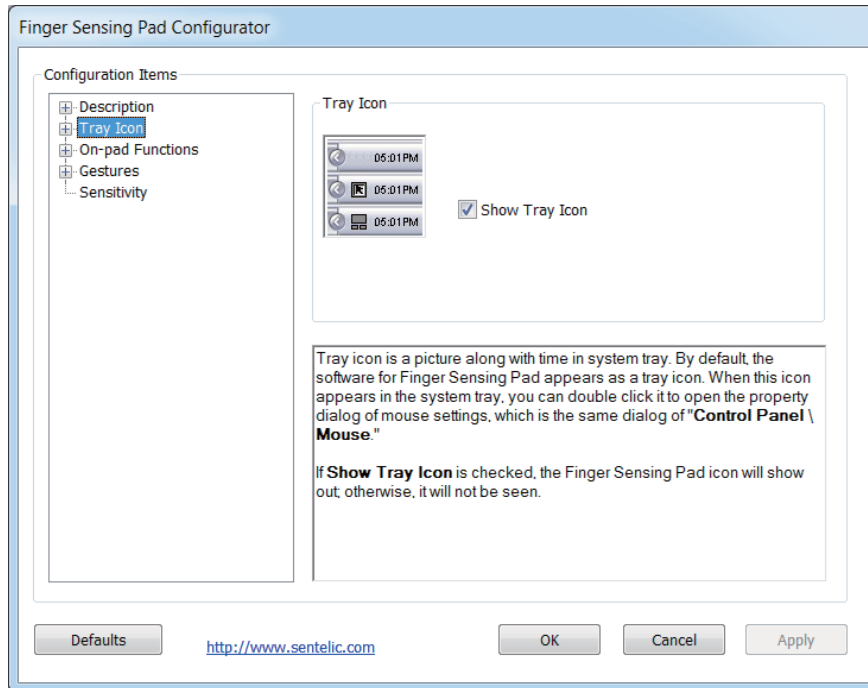 Finger Sensing Pad Configurator
Configuration Items
Description
Tray Icon
On-pad Functions
Gestures
Sensitivity
Tray Icon
05:01PM
05:01PM
05:01PM
Show Tray Icon
Tray icon is a picture along with time in system tray. By default, the
software for Finger Sensing Pad appears as a tray icon. When this icon
appears in the system tray, you can double click it to open the property
dialog of mouse settings, which is the same dialog of "Control Panel \
Mouse."
If Show Tray Icon is checked, the Finger Sensing Pad icon will show
out; otherwise, it will not be seen.
Defaults
http://www.sentelic.com
OK
Cancel
Apply